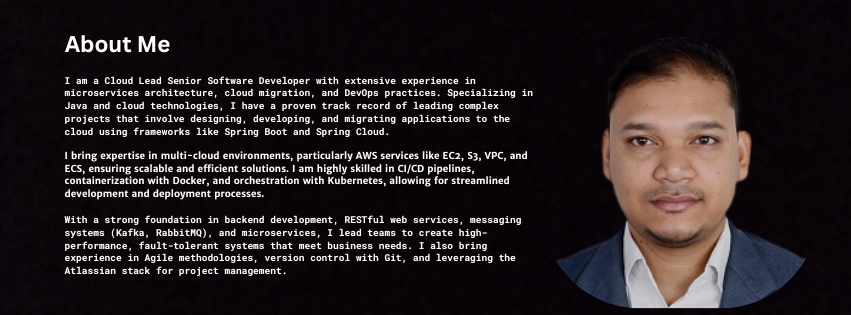 About Me
I am a Cloud Lead Senior Software Developer with extensive experience in
microservices architecture, cloud migration, and DevOps practices. Specializing in
Java and cloud technologies, I have a proven track record of leading complex
projects that involve designing, developing, and migrating applications to the
cloud using frameworks like Spring Boot and Spring Cloud.
I bring expertise in multi-cloud environments, particularly AWS services like EC2, S3, VPC, and
ECS, ensuring scalable and efficient solutions. I am highly skilled in CI/CD pipelines,
containerization with Docker, and orchestration with Kubernetes, allowing for streamlined
development and deployment processes.
With a strong foundation in backend development, RESTful web services, messaging
systems (Kafka, RabbitMQ), and microservices, I lead teams to create high-
performance, fault-tolerant systems that meet business needs. I also bring
experience in Agile methodologies, version control with Git, and leveraging the
Atlassian stack for project management.